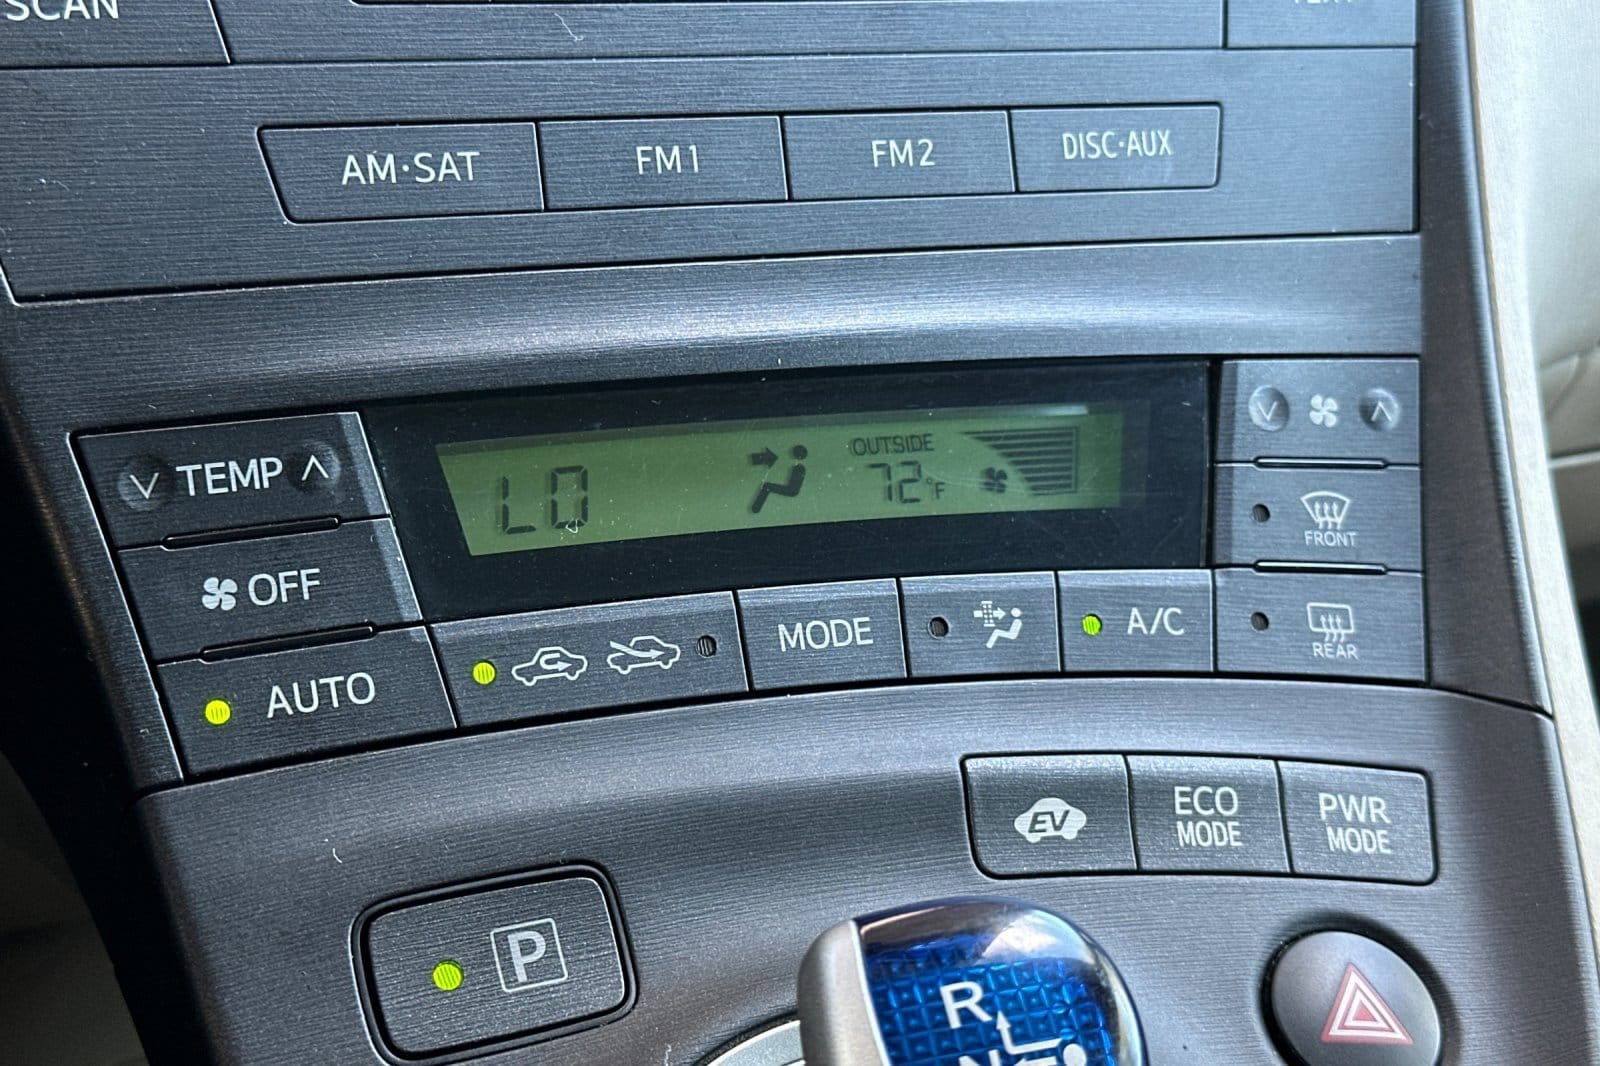 SCAN
TEXT
AM·SAT
FM1
FM2
DISC·AUX
TEMP
LO
OUTSIDE
72°F
OFF
FRONT
AUTO
MODE
A/C
REAR
EV
ECO
MODE
PWR
MODE
P
R
N